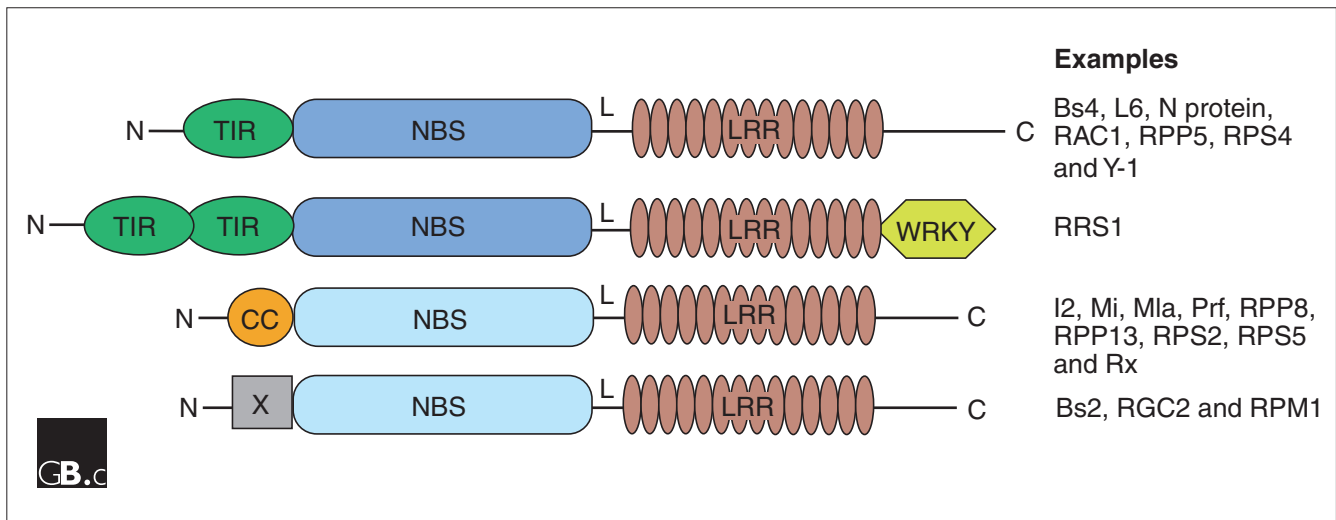 Examples
N TIR NBS L LRR C Bs4, L6, N protein,
RAC1, RPP5, RPS4
and Y-1
N TIR TIR NBS L LRR WRKY RRS1
N CC NBS L LRR C I2, Mi, Mla, Prf, RPP8,
RPP13, RPS2, RPS5
and Rx
N X NBS L LRR C Bs2, RGC2 and RPM1
GB.c